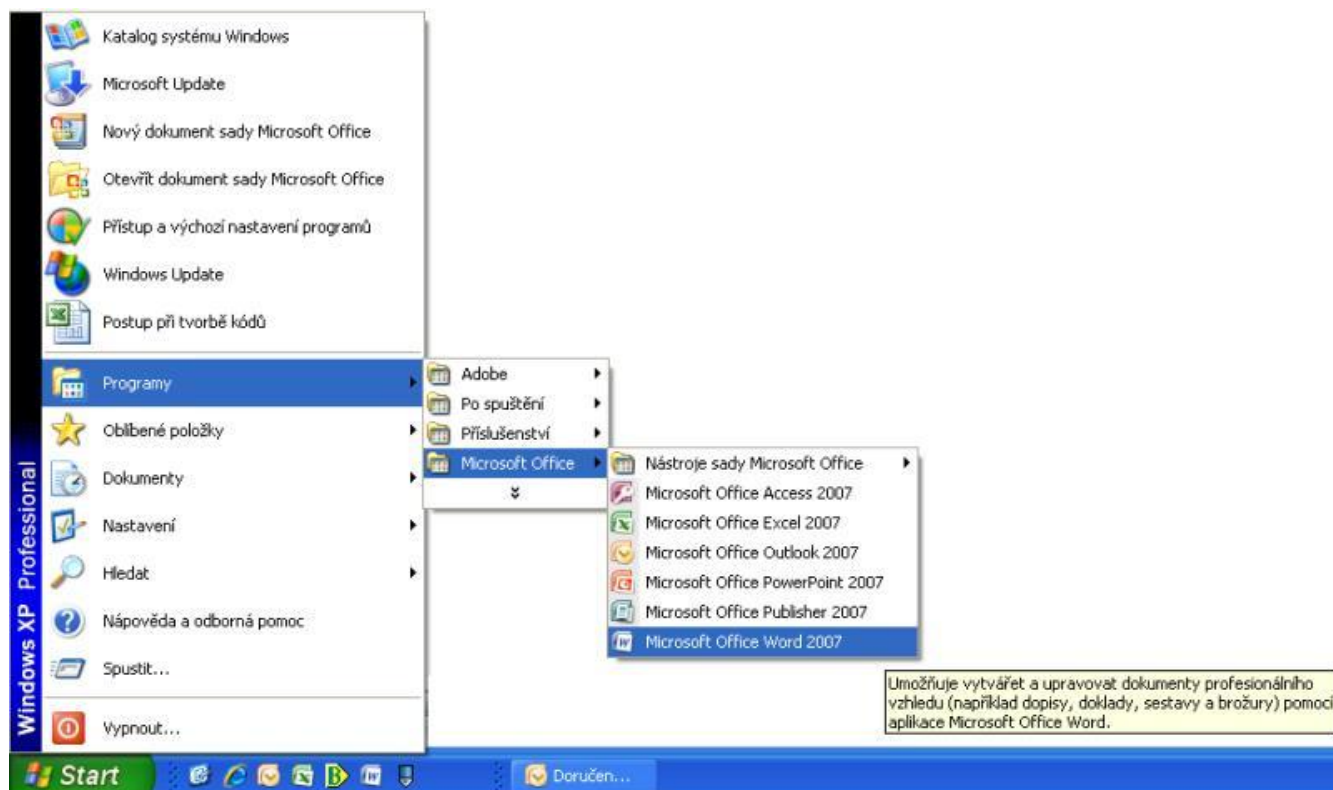 Katalog systému Windows
Microsoft Update
Nový dokument sady Microsoft Office
Otevřít dokument sady Microsoft Office
Přístup a výchozí nastavení programů
Windows Update
Postup při tvorbě kódů
Programy
Oblíbené položky
Dokumenty
Nastavení
Hledat
Nápověda a odborná pomoc
Spustit...
Vypnout...
Windows XP Professional
Adobe
Po spuštění
Příslušenství
Microsoft Office
Nástroje sady Microsoft Office
Microsoft Office Access 2007
Microsoft Office Excel 2007
Microsoft Office Outlook 2007
Microsoft Office PowerPoint 2007
Microsoft Office Publisher 2007
Microsoft Office Word 2007
Umožňuje vytvářet a upravovat dokumenty profesionálního
vzhledu (například dopisy, doklady, sestavy a brožury) pomocí
aplikace Microsoft Office Word.
Start
Doručen...